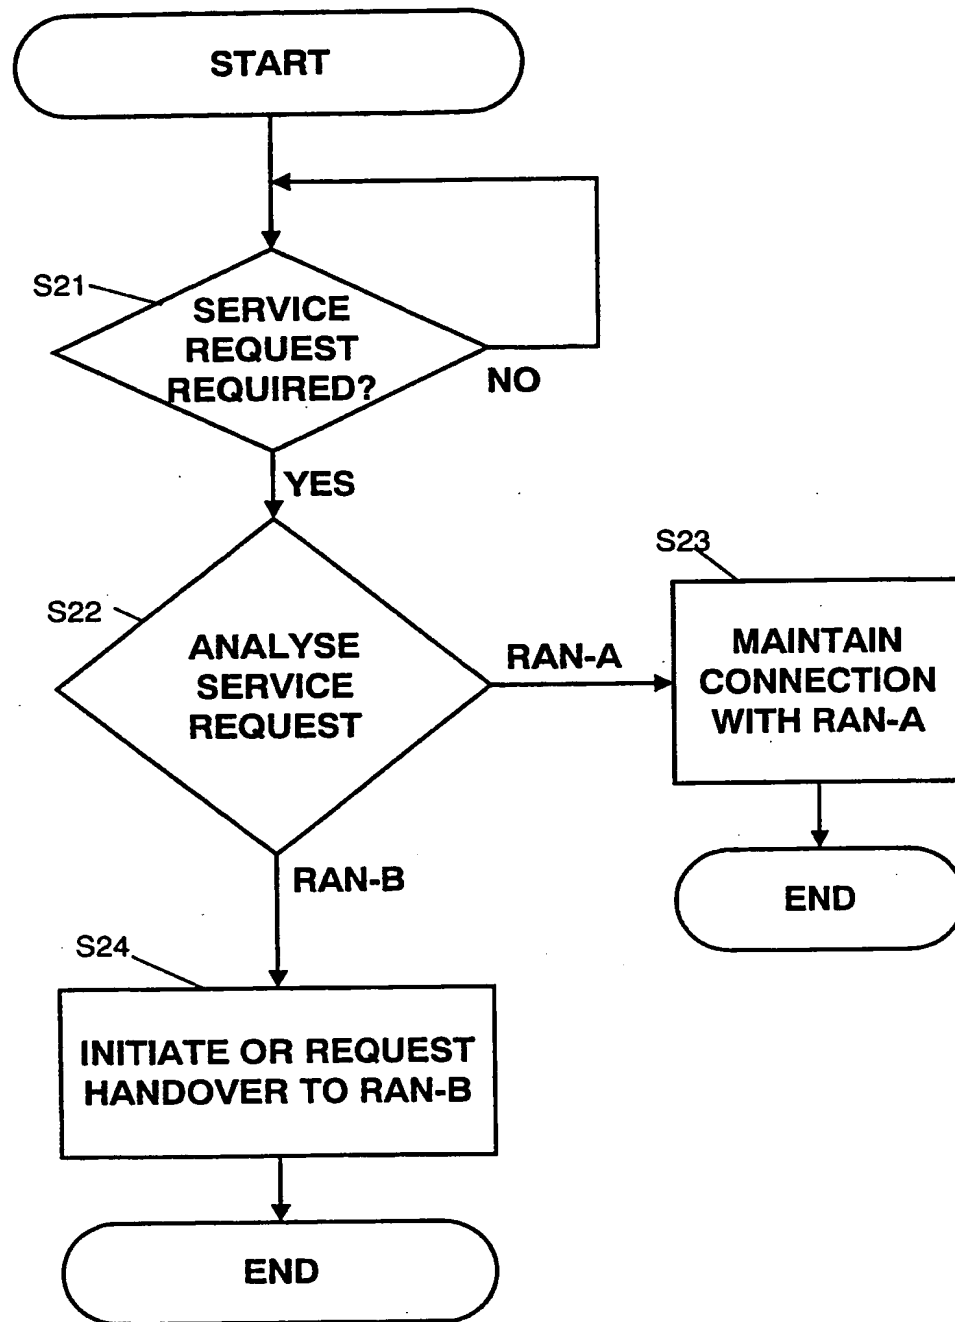 START
S21
SERVICE
REQUEST
REQUIRED?
NO
YES
S22
ANALYSE
SERVICE
REQUEST
RAN-A
S23
MAINTAIN
CONNECTION
WITH RAN-A
END
RAN-B
S24
INITIATE OR REQUEST
HANDOVER TO RAN-B
END